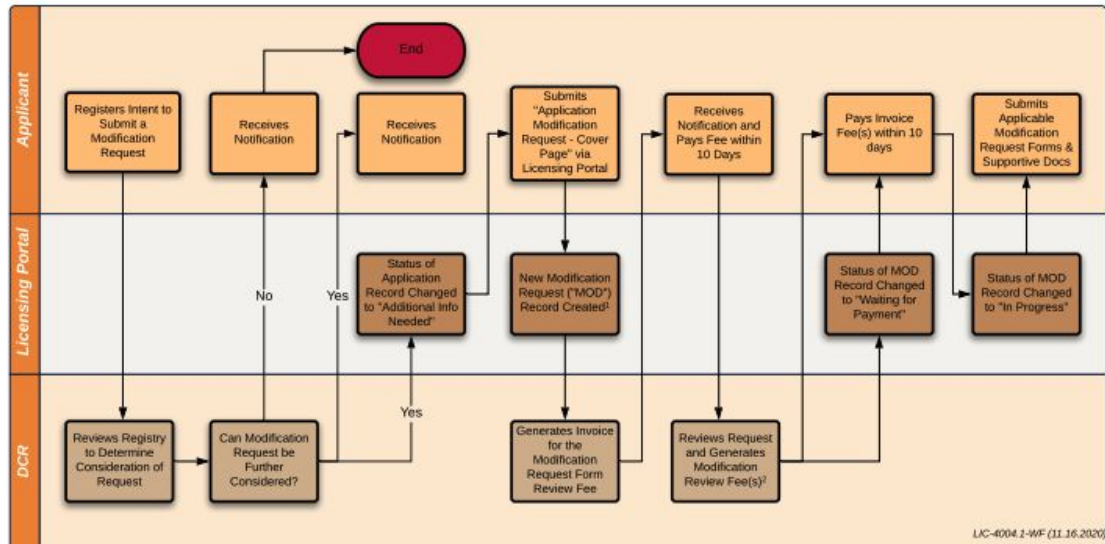 Applicant
End
Registers Intent to
Submit a
Modification
Request
Receives
Notification
Receives
Notification
Submits
"Application
Modification
Request - Cover
Page" via
Licensing Portal
Receives
Notification and
Pays Fee within
10 Days
Pays Invoice
Fee(s) within 10
days
Submits
Applicable
Modification
Request Forms &
Supportive Docs
Licensing Portal
No
Yes
Status of
Application
Record Changed
to "Additional Info
Needed"
New Modification
Request ("MOD")
Record Created¹
Status of MOD
Record Changed
to "Waiting for
Payment"
Status of MOD
Record Changed
to "In Progress"
DCR
Reviews Registry
to Determine
Consideration of
Request
Can Modification
Request be
Further
Considered?
Yes
Generates Invoice
for the
Modification
Request Form
Review Fee
Reviews Request
and Generates
Modification
Review Fee(s)²
LIC-4004.1-WF (11.16.2020)